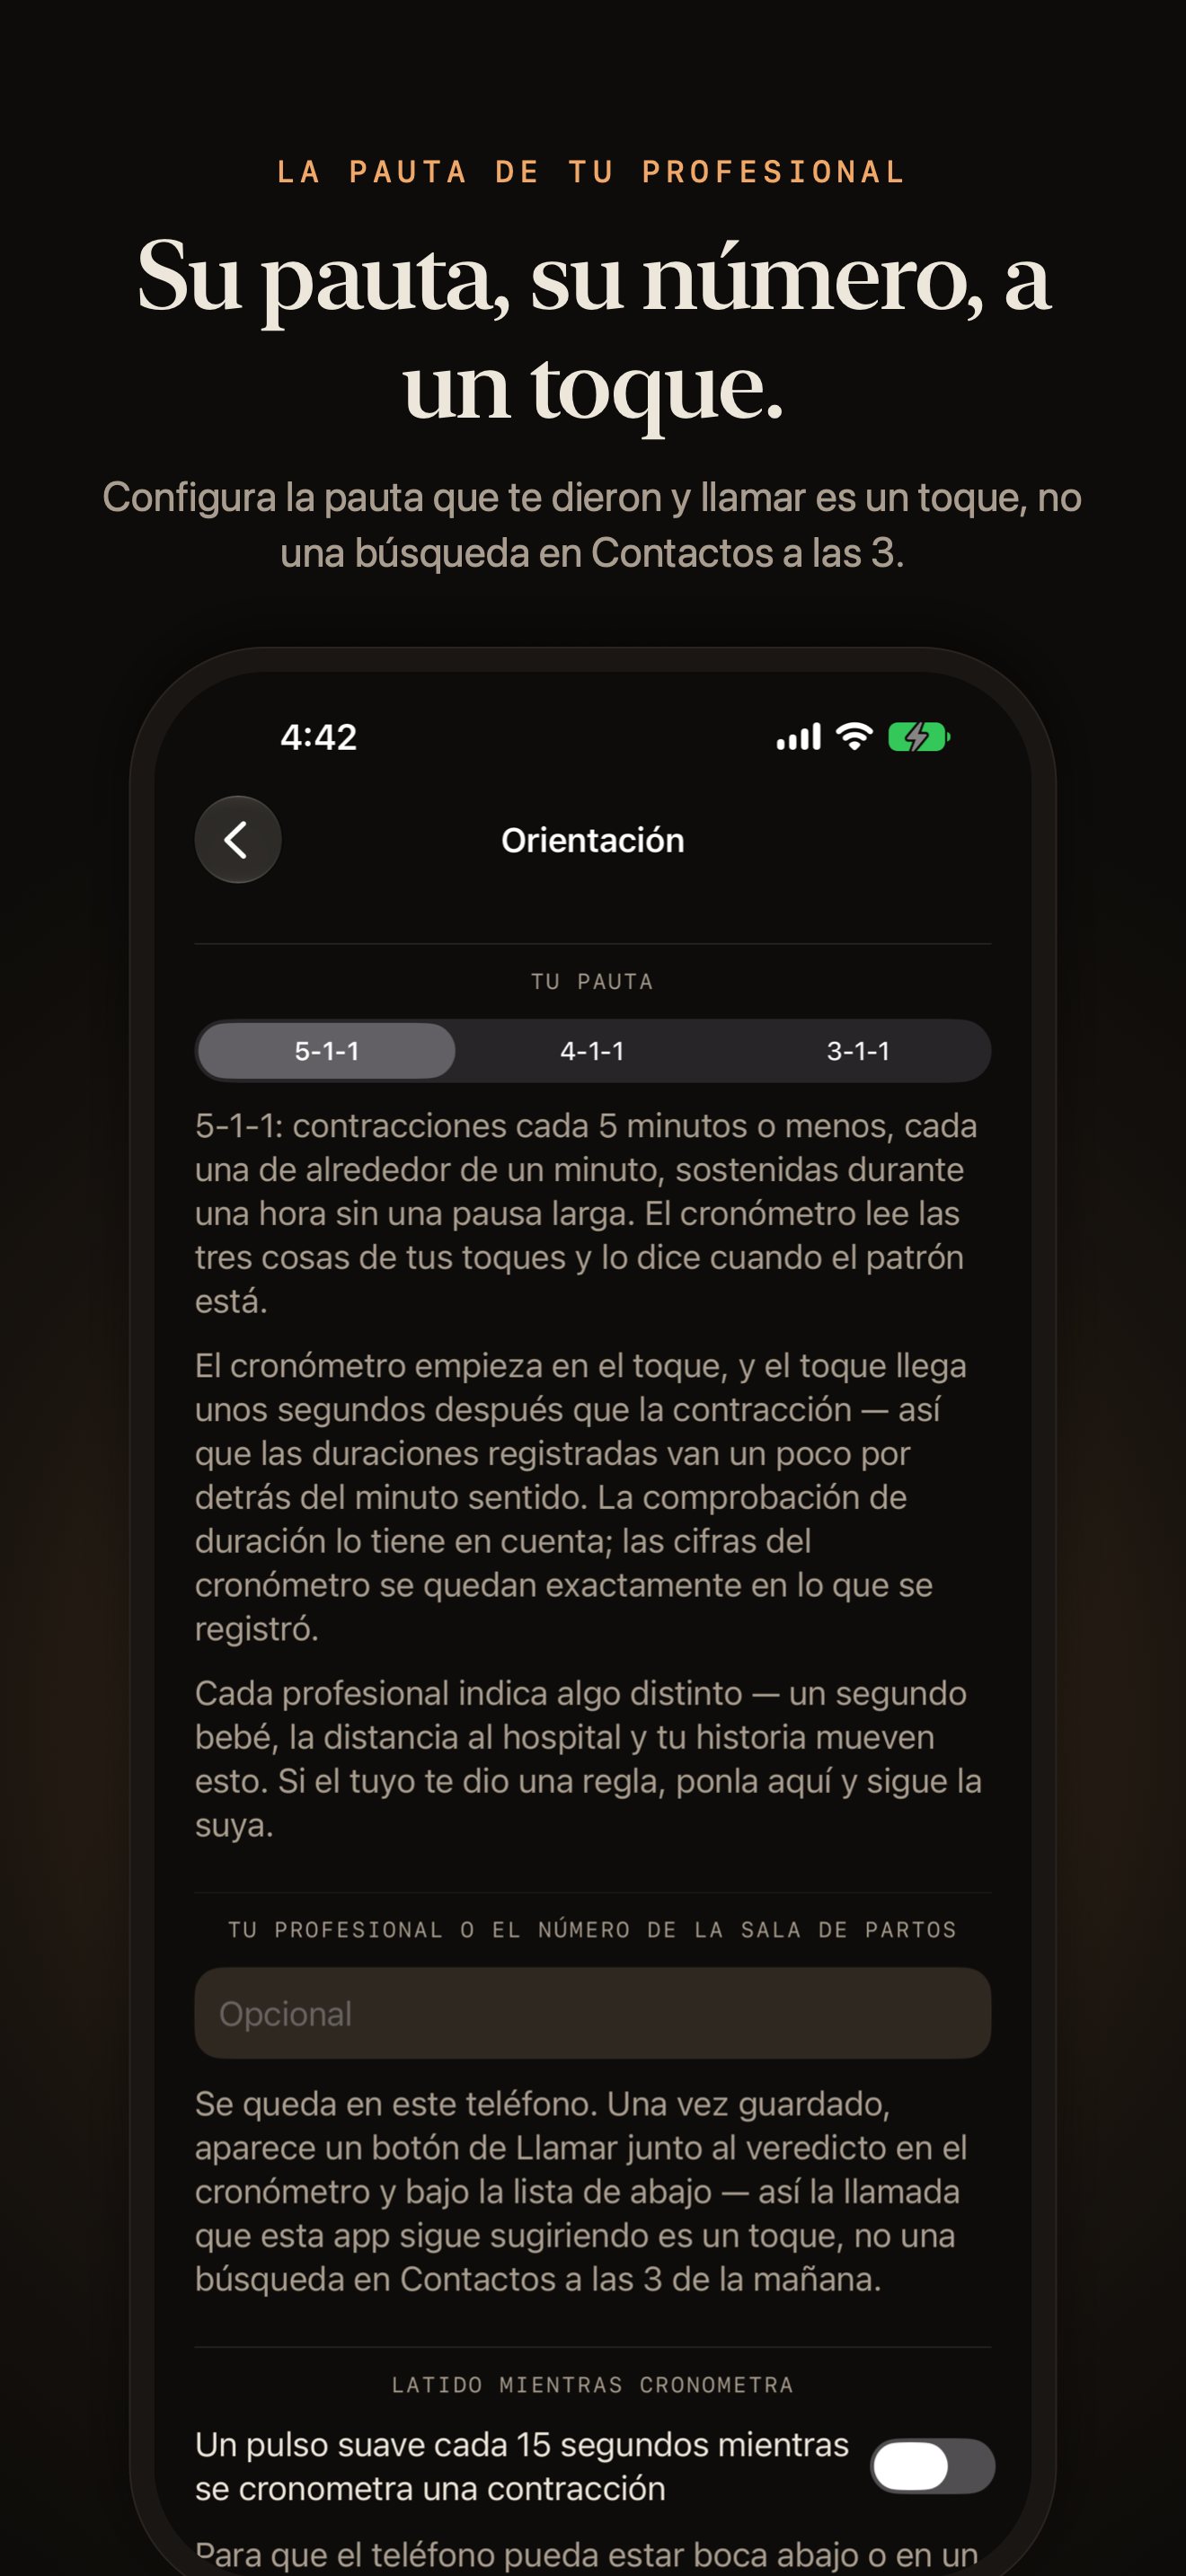 LA PAUTA DE TU PROFESIONAL
Su pauta, su número, a
un toque.
Configura la pauta que te dieron y llamar es un toque, no
una búsqueda en Contactos a las 3.
4:42
Orientación
TU PAUTA
5-1-1 4-1-1 3-1-1
5-1-1: contracciones cada 5 minutos o menos, cada
una de alrededor de un minuto, sostenidas durante
una hora sin una pausa larga. El cronómetro lee las
tres cosas de tus toques y lo dice cuando el patrón
está.
El cronómetro empieza en el toque, y el toque llega
unos segundos después que la contracción — así
que las duraciones registradas van un poco por
detrás del minuto sentido. La comprobación de
duración lo tiene en cuenta; las cifras del
cronómetro se quedan exactamente en lo que se
registró.
Cada profesional indica algo distinto — un segundo
bebé, la distancia al hospital y tu historia mueven
esto. Si el tuyo te dio una regla, ponla aquí y sigue la
suya.
TU PROFESIONAL O EL NÚMERO DE LA SALA DE PARTOS
Opcional
Se queda en este teléfono. Una vez guardado,
aparece un botón de Llamar junto al veredicto en el
cronómetro y bajo la lista de abajo — así la llamada
que esta app sigue sugiriendo es un toque, no una
búsqueda en Contactos a las 3 de la mañana.
LATIDO MIENTRAS CRONOMETRA
Un pulso suave cada 15 segundos mientras
se cronometra una contracción
Para que el teléfono pueda estar boca abajo o en un